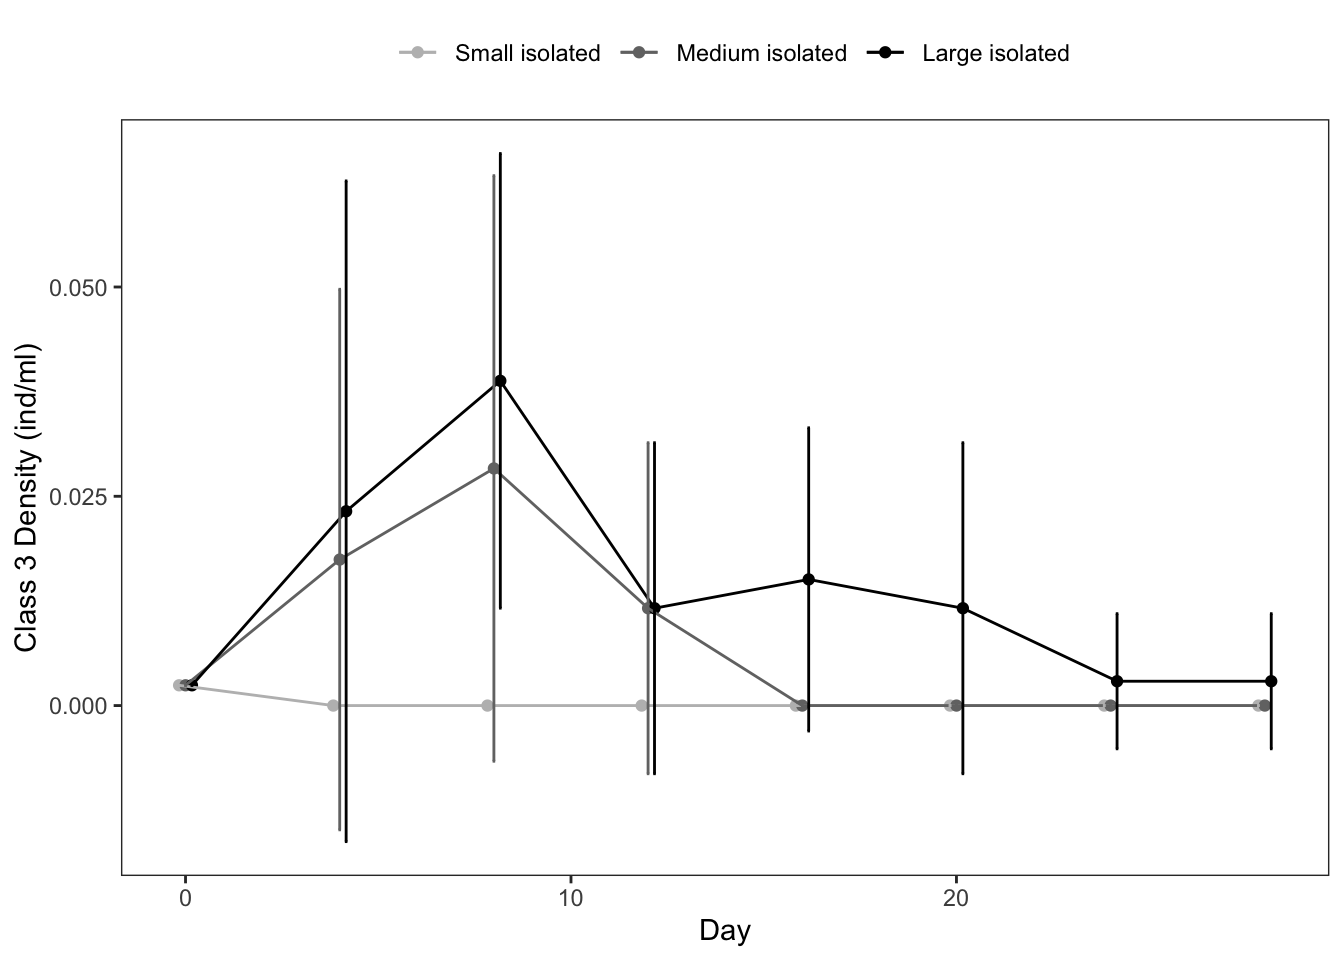 Small isolated Medium isolated Large isolated
Class 3 Density (ind/ml)
0.050
0.025
0.000
0 10 20
Day